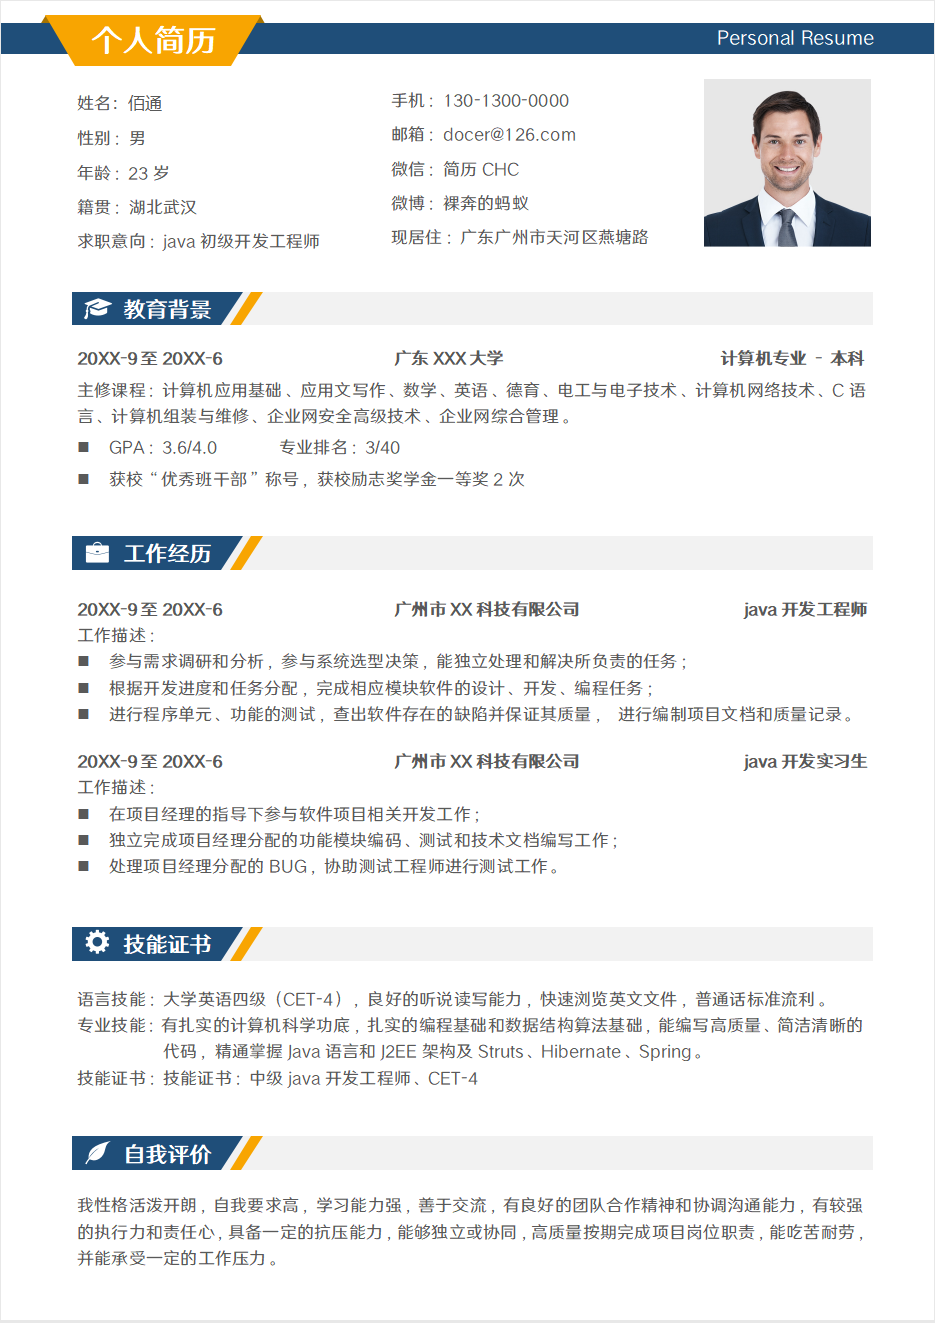 个人简历
Personal Resume
姓名：佰通
性别：男
年龄：23 岁
籍贯：湖北武汉
求职意向：java 初级开发工程师
手机：130-1300-0000
邮箱：docer@126.com
微信：简历 CHC
微博：裸奔的蚂蚁
现居住：广东广州市天河区燕塘路
教育背景
20XX-9 至 20XX-6 广东 XXX 大学 计算机专业 - 本科
主修课程：计算机应用基础、应用文写作、数学、英语、德育、电工与电子技术、计算机网络技术、C 语
言、计算机组装与维修、企业网安全高级技术、企业网综合管理。
■ GPA：3.6/4.0 专业排名：3/40
■ 获校“优秀班干部”称号，获校励志奖学金一等奖 2 次
工作经历
20XX-9 至 20XX-6 广州市 XX 科技有限公司 java 开发工程师
工作描述：
■ 参与需求调研和分析，参与系统选型决策，能独立处理和解决所负责的任务；
■ 根据开发进度和任务分配，完成相应模块软件的设计、开发、编程任务；
■ 进行程序单元、功能的测试，查出软件存在的缺陷并保证其质量， 进行编制项目文档和质量记录。
20XX-9 至 20XX-6 广州市 XX 科技有限公司 java 开发实习生
工作描述：
■ 在项目经理的指导下参与软件项目相关开发工作；
■ 独立完成项目经理分配的功能模块编码、测试和技术文档编写工作；
■ 处理项目经理分配的 BUG，协助测试工程师进行测试工作。
技能证书
语言技能：大学英语四级（CET-4），良好的听说读写能力，快速浏览英文文件，普通话标准流利。
专业技能：有扎实的计算机科学功底，扎实的编程基础和数据结构算法基础，能编写高质量、简洁清晰的
代码，精通掌握 Java 语言和 J2EE 架构及 Struts、Hibernate、Spring。
技能证书：技能证书：中级 java 开发工程师、CET-4
自我评价
我性格活泼开朗，自我要求高，学习能力强，善于交流，有良好的团队合作精神和协调沟通能力，有较强
的执行力和责任心，具备一定的抗压能力，能够独立或协同，高质量按期完成项目岗位职责，能吃苦耐劳，
并能承受一定的工作压力。